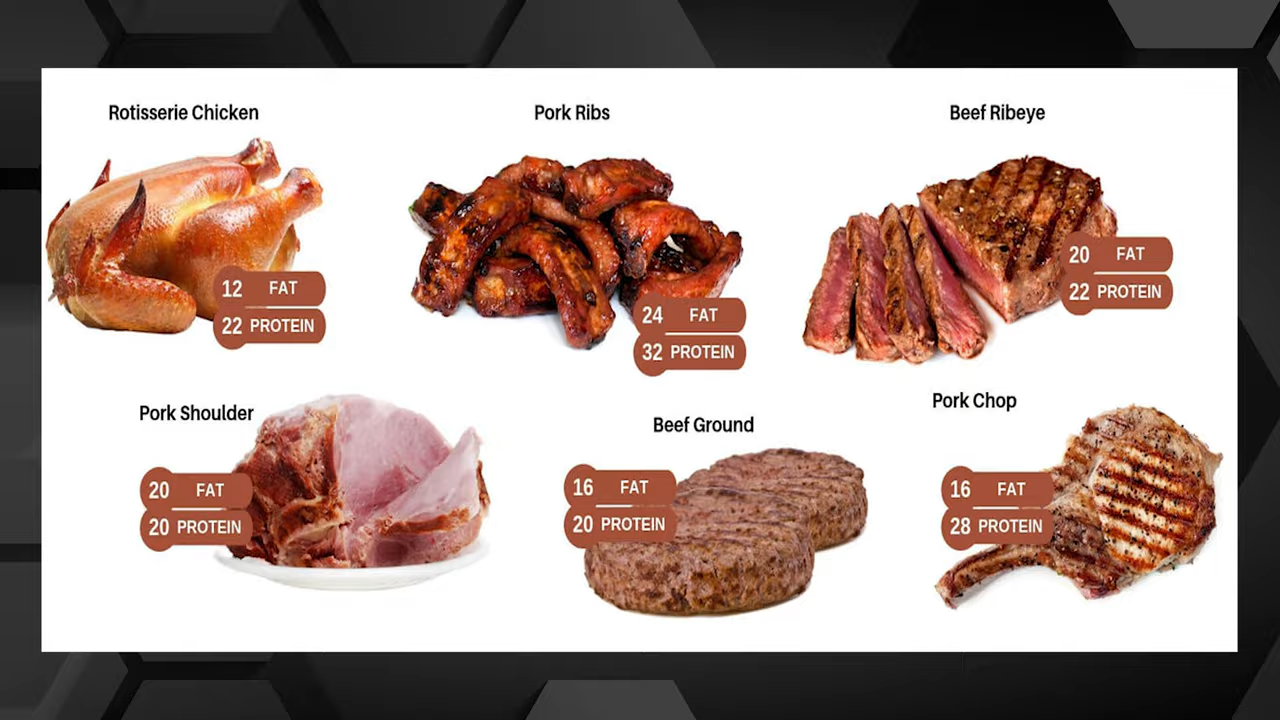 Rotisserie Chicken
12 FAT
22 PROTEIN
Pork Ribs
24 FAT
32 PROTEIN
Beef Ribeye
20 FAT
22 PROTEIN
Pork Shoulder
20 FAT
20 PROTEIN
Beef Ground
16 FAT
20 PROTEIN
Pork Chop
16 FAT
28 PROTEIN